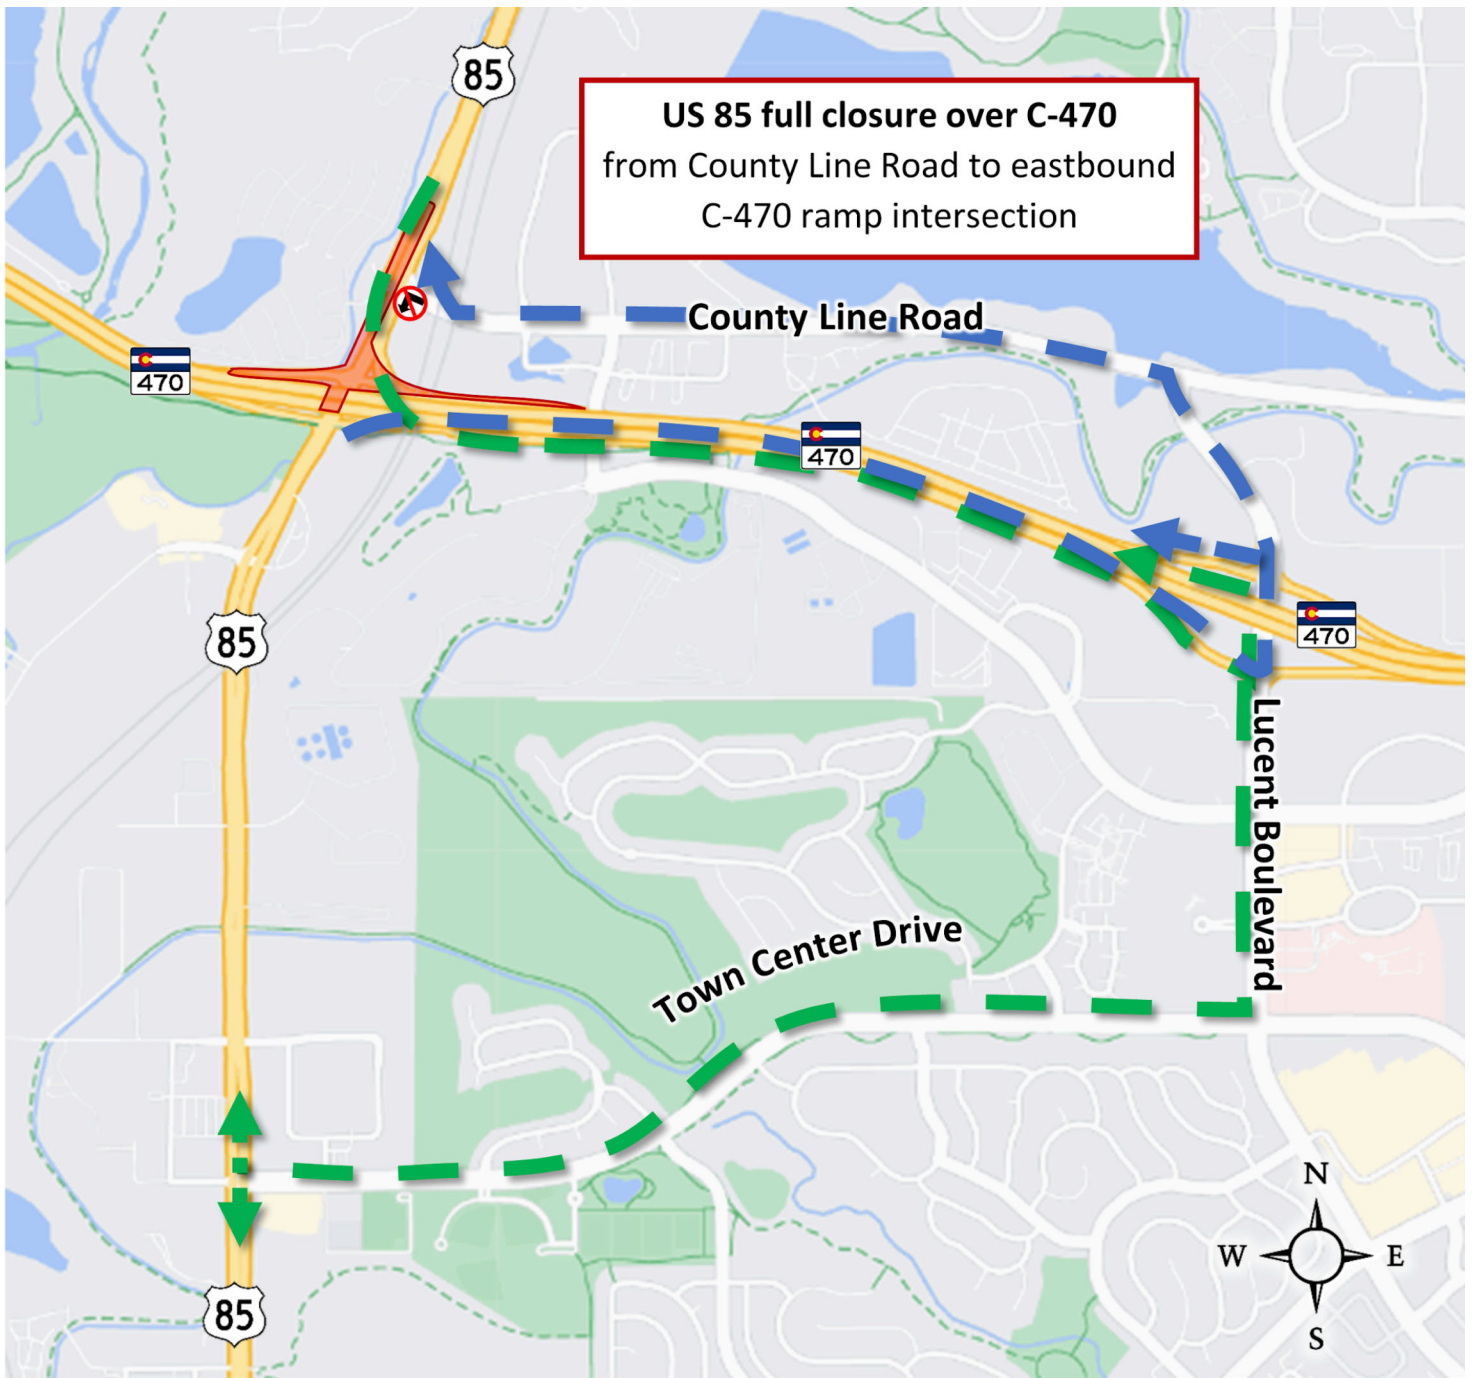 85
US 85 full closure over C-470
from County Line Road to eastbound
C-470 ramp intersection
County Line Road
470
470
470
85
Lucent Boulevard
Town Center Drive
N
W E
S
85